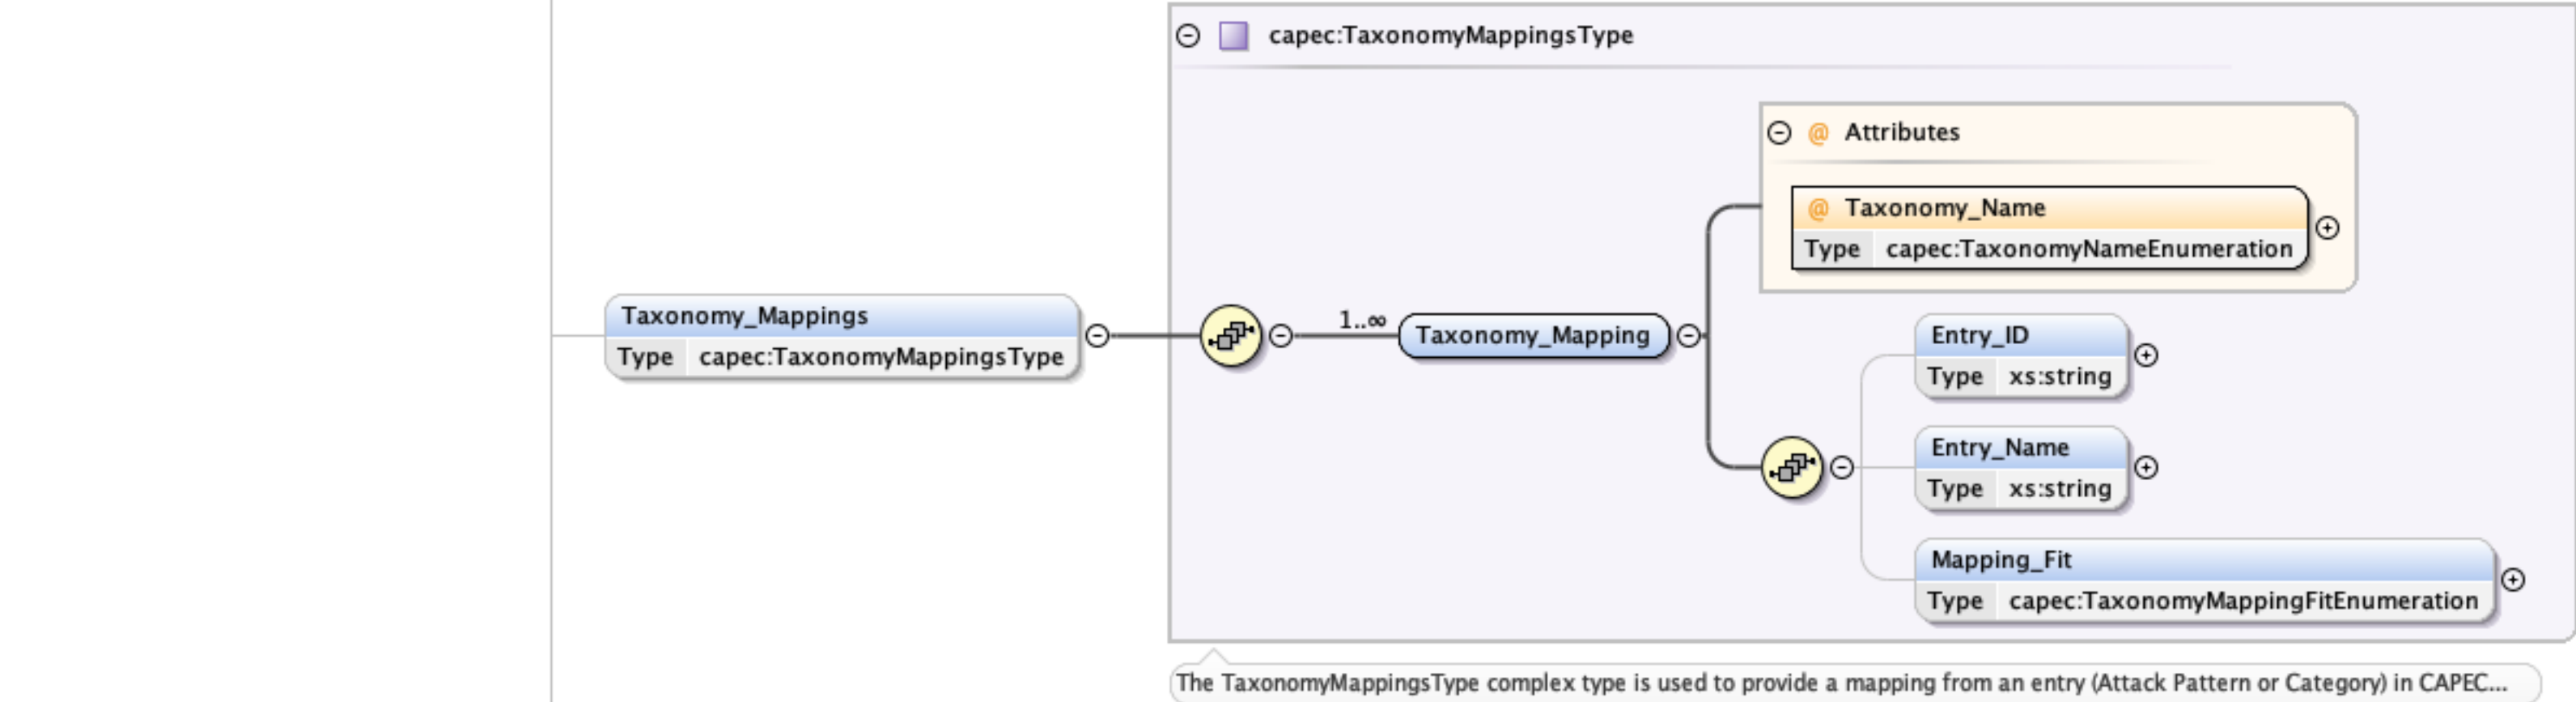 capec:TaxonomyMappingsType
@ Attributes
@ Taxonomy_Name
Type capec:TaxonomyNameEnumeration
Taxonomy_Mappings
Type capec:TaxonomyMappingsType
1..∞
Taxonomy_Mapping
Entry_ID
Type xs:string
Entry_Name
Type xs:string
Mapping_Fit
Type capec:TaxonomyMappingFitEnumeration
The TaxonomyMappingsType complex type is used to provide a mapping from an entry (Attack Pattern or Category) in CAPEC...